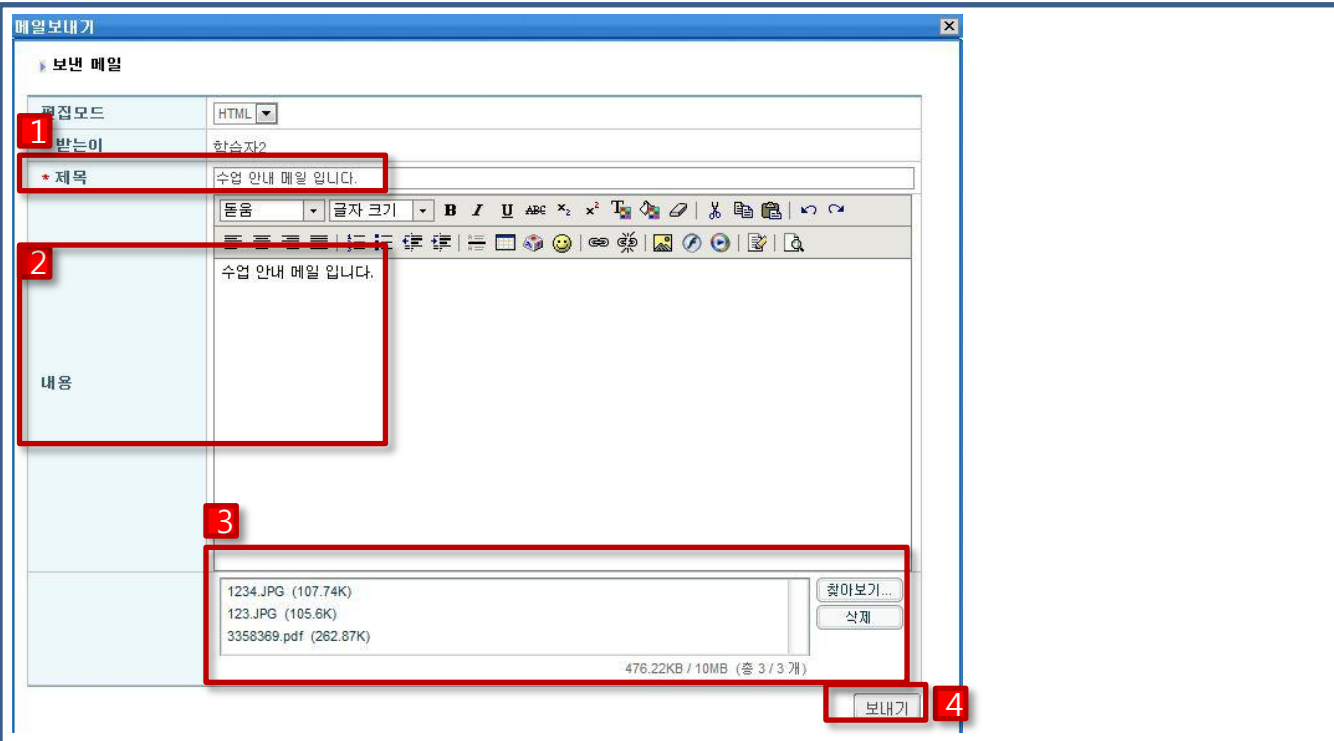 메일보내기
보낸 메일
편집모드 HTML
1
받는이 학습자2
* 제목 수업 안내 메일 입니다.
돋움 글자 크기 B I U ABC x₂ x²
2
수업 안내 메일 입니다.
내용
3
1234.JPG (107.74K)
찾아보기...
123.JPG (105.6K)
삭제
3358369.pdf (262.87K)
476.22KB / 10MB (총 3 / 3 개)
보내기 4